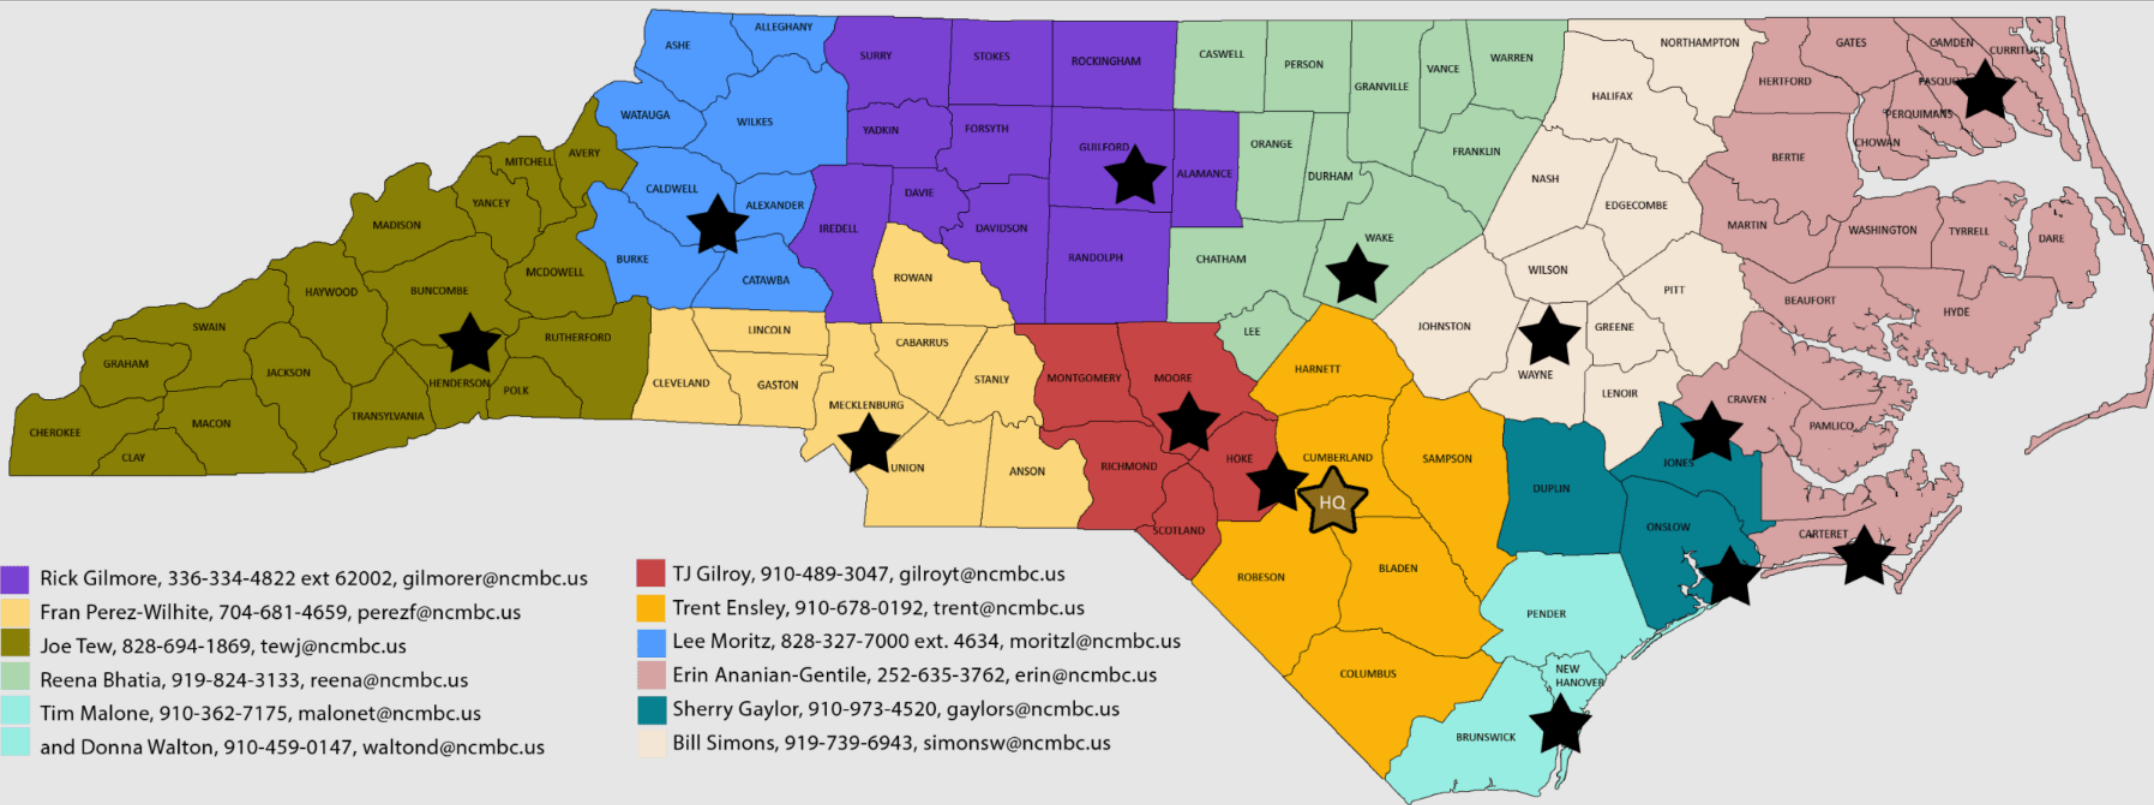 ALLEGHANY
ASHE
SURRY
STOKES
ROCKINGHAM
CASWELL
PERSON
GRANVILLE
VANCE
WARREN
NORTHAMPTON
GATES
CAMDEN
CURRITUCK
HERTFORD
HALIFAX
PERQUIMANS
CHOWAN
WATAUGA
WILKES
YADKIN
FORSYTH
GUILFORD
ALAMANCE
ORANGE
DURHAM
FRANKLIN
NASH
EDGECOMBE
BERTIE
MARTIN
WASHINGTON
TYRRELL
DARE
MITCHELL
AVERY
YANCEY
MADISON
CALDWELL
ALEXANDER
IREDELL
DAVIE
DAVIDSON
RANDOLPH
CHATHAM
WAKE
WILSON
PITT
BEAUFORT
HYDE
HAYWOOD
BUNCOMBE
MCDOWELL
BURKE
CATAWBA
ROWAN
SWAIN
GRAHAM
JACKSON
HENDERSON
POLK
RUTHERFORD
CLEVELAND
LINCOLN
GASTON
CABARRUS
STANLY
MECKLENBURG
MONTGOMERY
MOORE
LEE
HARNETT
JOHNSTON
GREENE
WAYNE
LENOIR
CRAVEN
PAMLICO
CHEROKEE
CLAY
MACON
TRANSYLVANIA
UNION
ANSON
RICHMOND
HOKE
SCOTLAND
CUMBERLAND
HQ
SAMPSON
DUPLIN
JONES
ONSLOW
CARTERET
ROBESON
BLADEN
PENDER
COLUMBUS
NEW
HANOVER
BRUNSWICK
Rick Gilmore, 336-334-4822 ext 62002, gilmorer@ncmbc.us
Fran Perez-Wilhite, 704-681-4659, perezf@ncmbc.us
Joe Tew, 828-694-1869, tewj@ncmbc.us
Reena Bhatia, 919-824-3133, reena@ncmbc.us
Tim Malone, 910-362-7175, malonet@ncmbc.us
and Donna Walton, 910-459-0147, waltond@ncmbc.us
TJ Gilroy, 910-489-3047, gilroyt@ncmbc.us
Trent Ensley, 910-678-0192, trent@ncmbc.us
Lee Moritz, 828-327-7000 ext. 4634, moritzl@ncmbc.us
Erin Ananian-Gentile, 252-635-3762, erin@ncmbc.us
Sherry Gaylor, 910-973-4520, gaylors@ncmbc.us
Bill Simons, 919-739-6943, simonsw@ncmbc.us